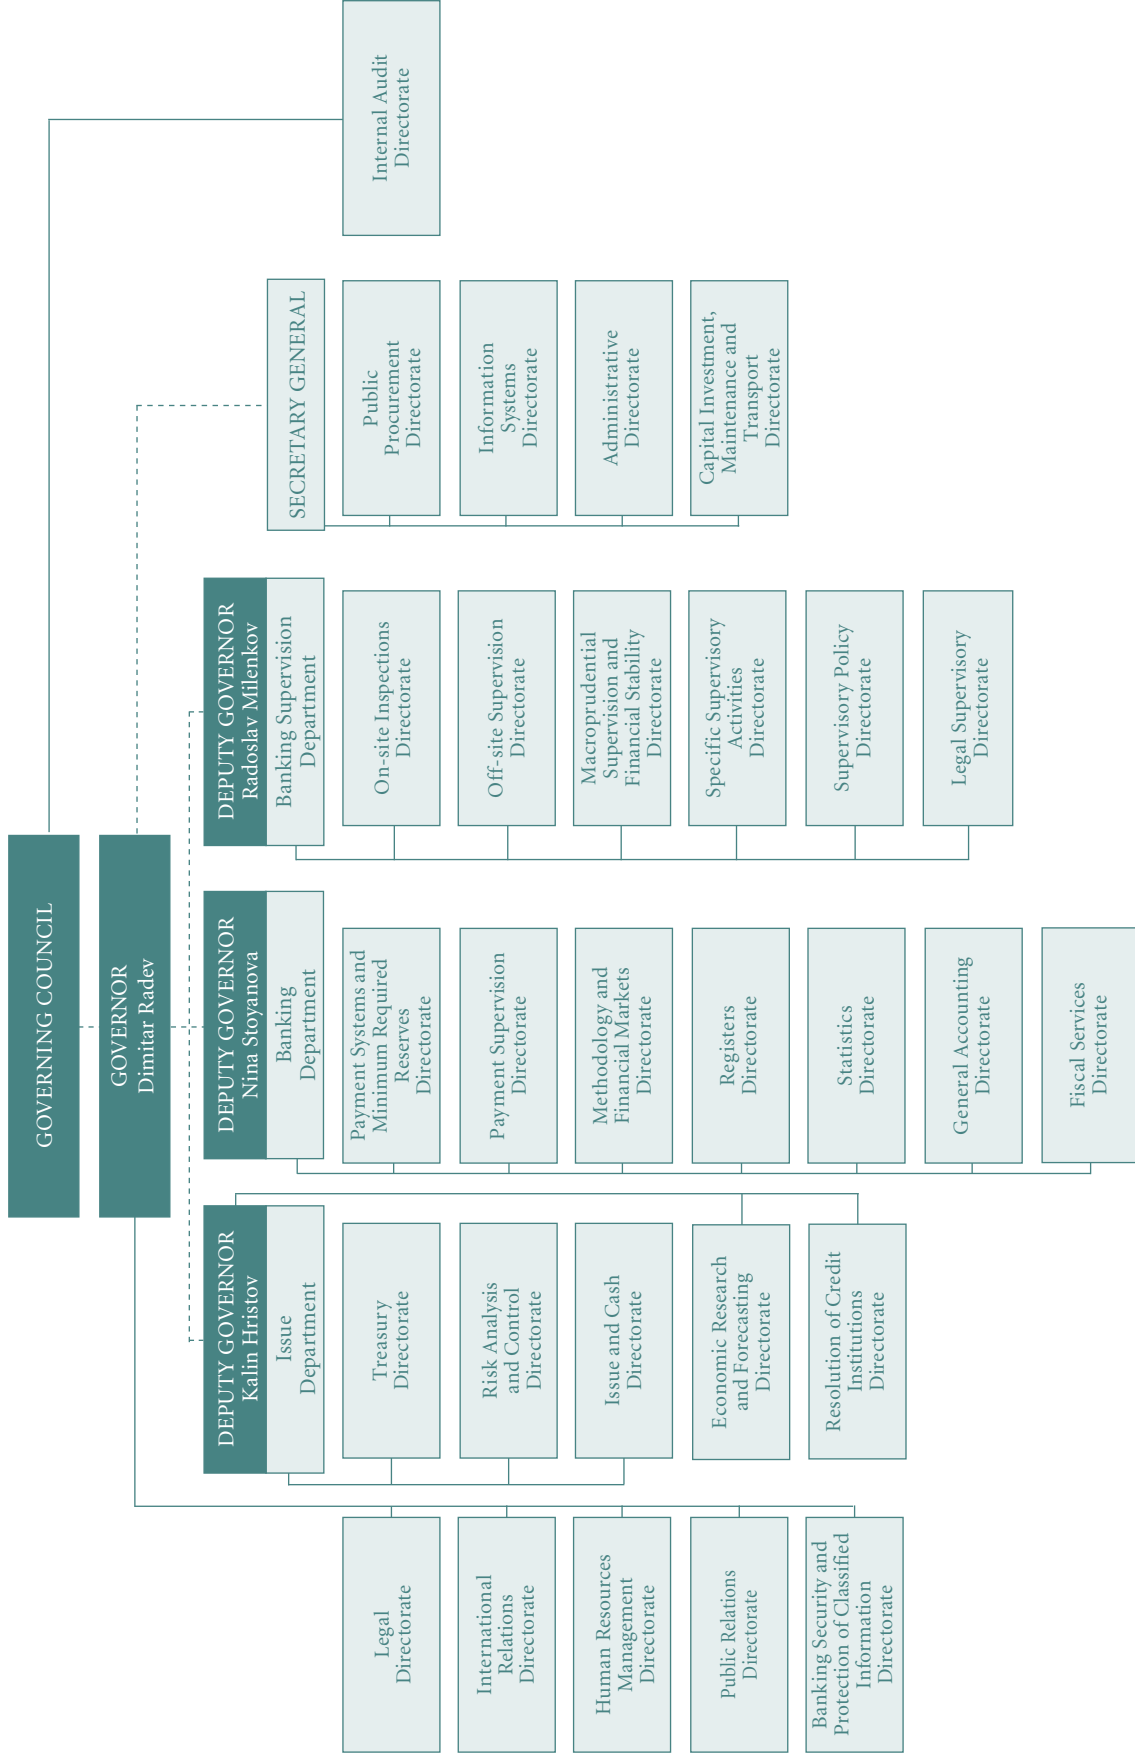 GOVERNING COUNCIL
GOVERNOR
Dimitar Radev
DEPUTY GOVERNOR
Kalin Hristov
Issue
Department
DEPUTY GOVERNOR
Nina Stoyanova
Banking
Department
DEPUTY GOVERNOR
Radoslav Milenkov
Banking Supervision
Department
SECRETARY GENERAL
Legal
Directorate
International
Relations
Directorate
Human Resources
Management
Directorate
Public Relations
Directorate
Banking Security and
Protection of Classified
Information
Directorate
Treasury
Directorate
Risk Analysis
and Control
Directorate
Issue and Cash
Directorate
Economic Research
and Forecasting
Directorate
Resolution of Credit
Institutions
Directorate
Payment Systems and
Minimum Required
Reserves
Directorate
Payment Supervision
Directorate
Methodology and
Financial Markets
Directorate
Registers
Directorate
Statistics
Directorate
General Accounting
Directorate
Fiscal Services
Directorate
On-site Inspections
Directorate
Off-site Supervision
Directorate
Macroprudential
Supervision and
Financial Stability
Directorate
Specific Supervisory
Activities
Directorate
Supervisory Policy
Directorate
Legal Supervisory
Directorate
Public
Procurement
Directorate
Information
Systems
Directorate
Administrative
Directorate
Capital Investment,
Maintenance and
Transport
Directorate
Internal Audit
Directorate